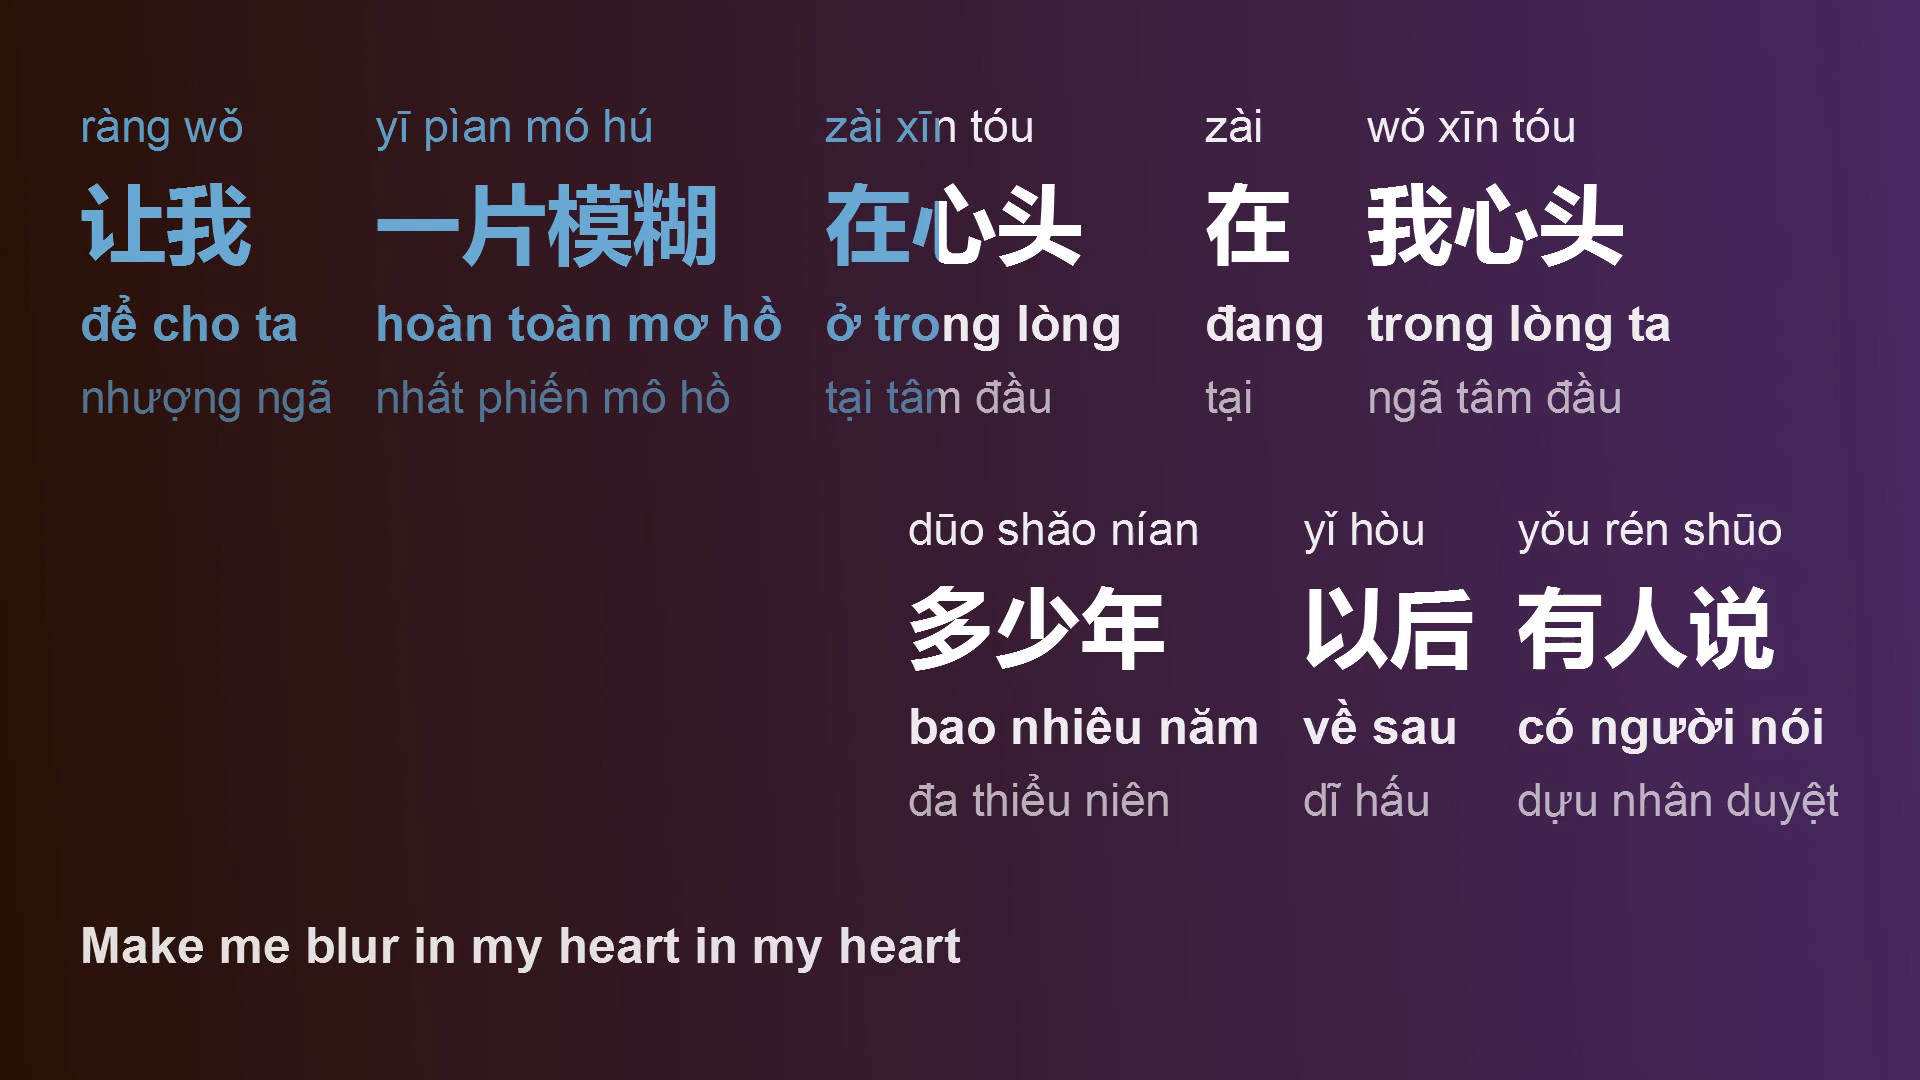 ràng wǒ yī pìan mó hú zài xīn tóu zài wǒ xīn tóu
让我 一片模糊 在心头 在 我心头
để cho ta hoàn toàn mơ hồ ở trong lòng đang trong lòng ta
nhượng ngã nhất phiến mô hồ tại tâm đầu tại ngã tâm đầu
dūo shǎo nían yǐ hòu yǒu rén shūo
多少年 以后 有人说
bao nhiêu năm về sau có người nói
đa thiểu niên dĩ hấu dựu nhân duyệt
Make me blur in my heart in my heart